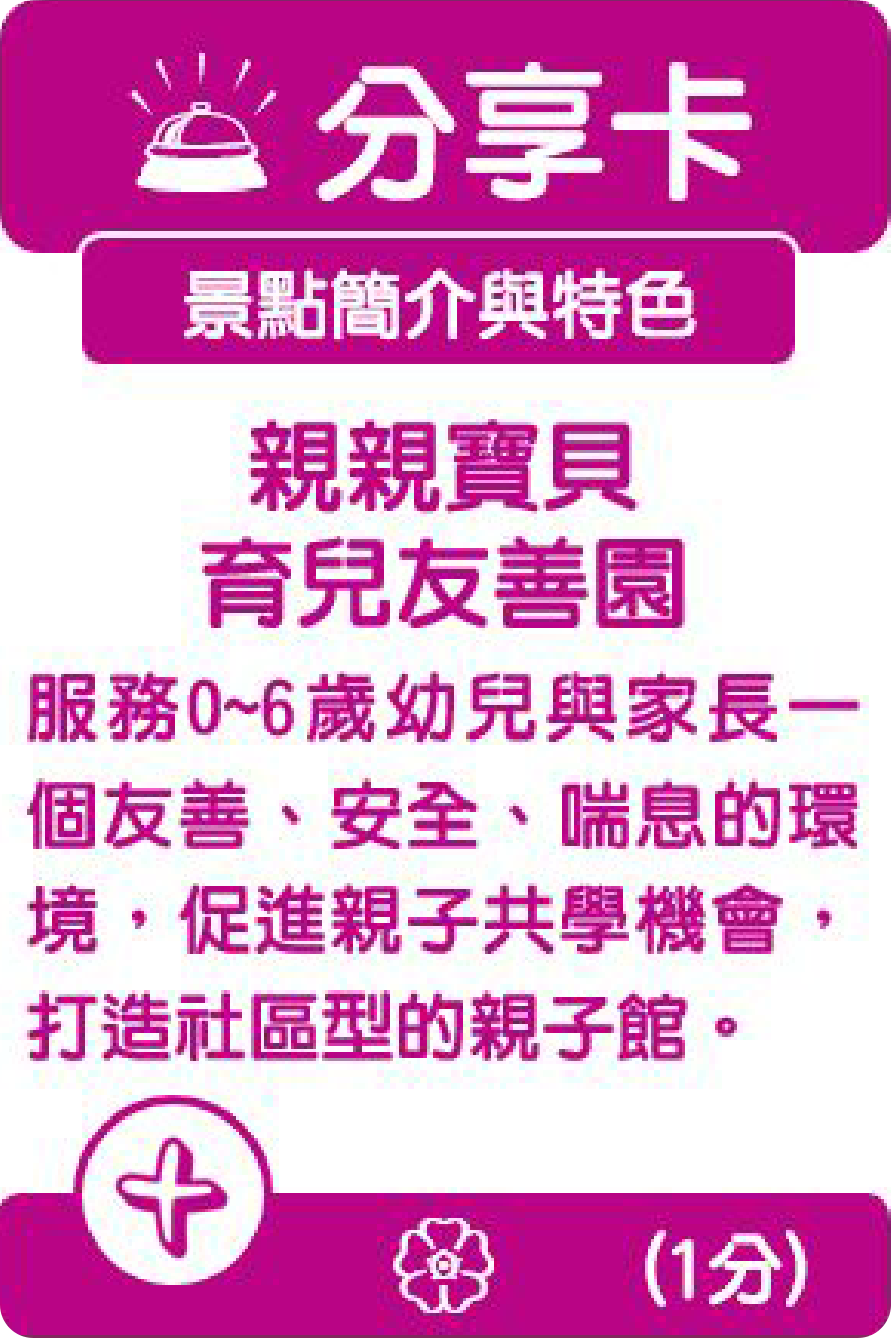 分享卡
景點簡介與特色
親親寶貝
育兒友善園
服務0~6歲幼兒與家長一
個友善、安全、喘息的環
境，促進親子共學機會，
打造社區型的親子館。
(1分)